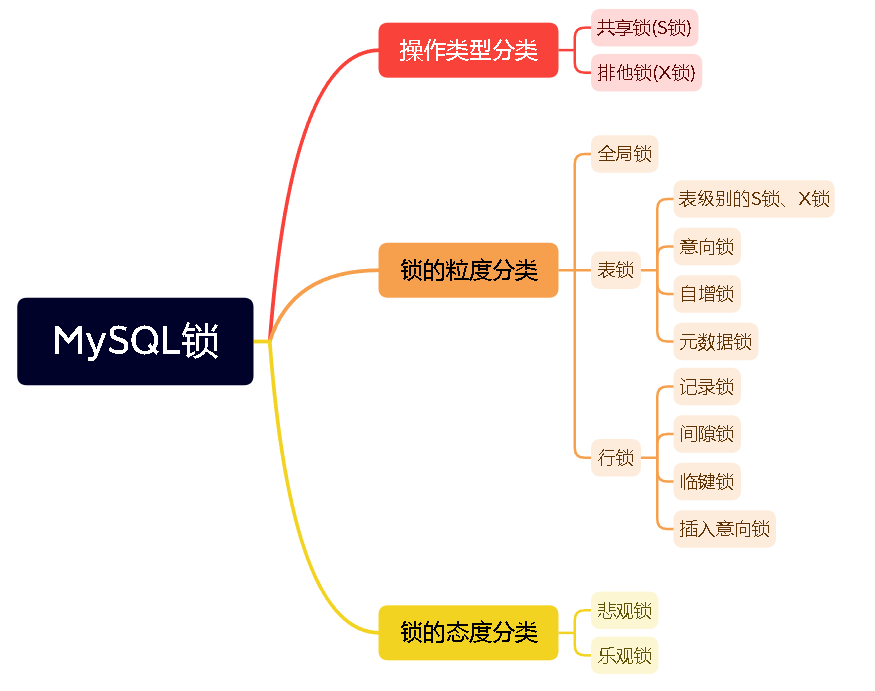 MySQL锁
操作类型分类
共享锁(S锁)
排他锁(X锁)
锁的粒度分类
全局锁
表锁
表级别的S锁、X锁
意向锁
自增锁
元数据锁
行锁
记录锁
间隙锁
临键锁
插入意向锁
锁的态度分类
悲观锁
乐观锁